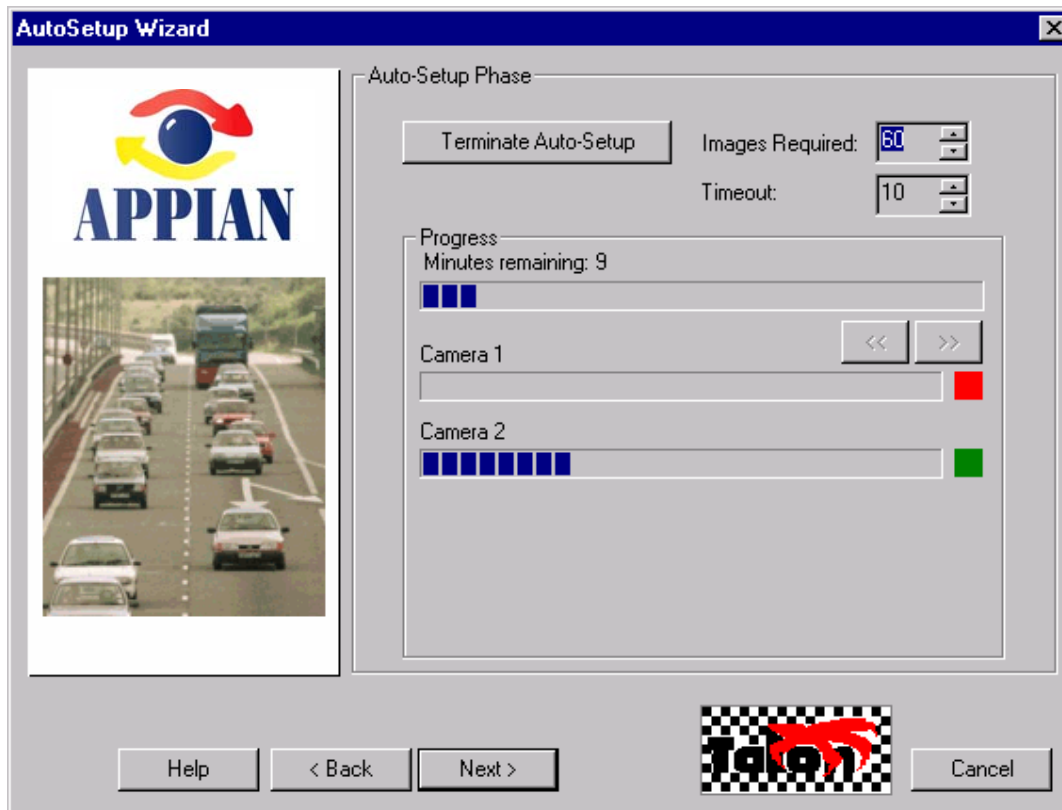 AutoSetup Wizard
APPIAN
Auto-Setup Phase
Terminate Auto-Setup
Images Required: 60
Timeout: 10
Progress
Minutes remaining: 9
<< >>
Camera 1
Camera 2
Talon
Help < Back Next > Cancel